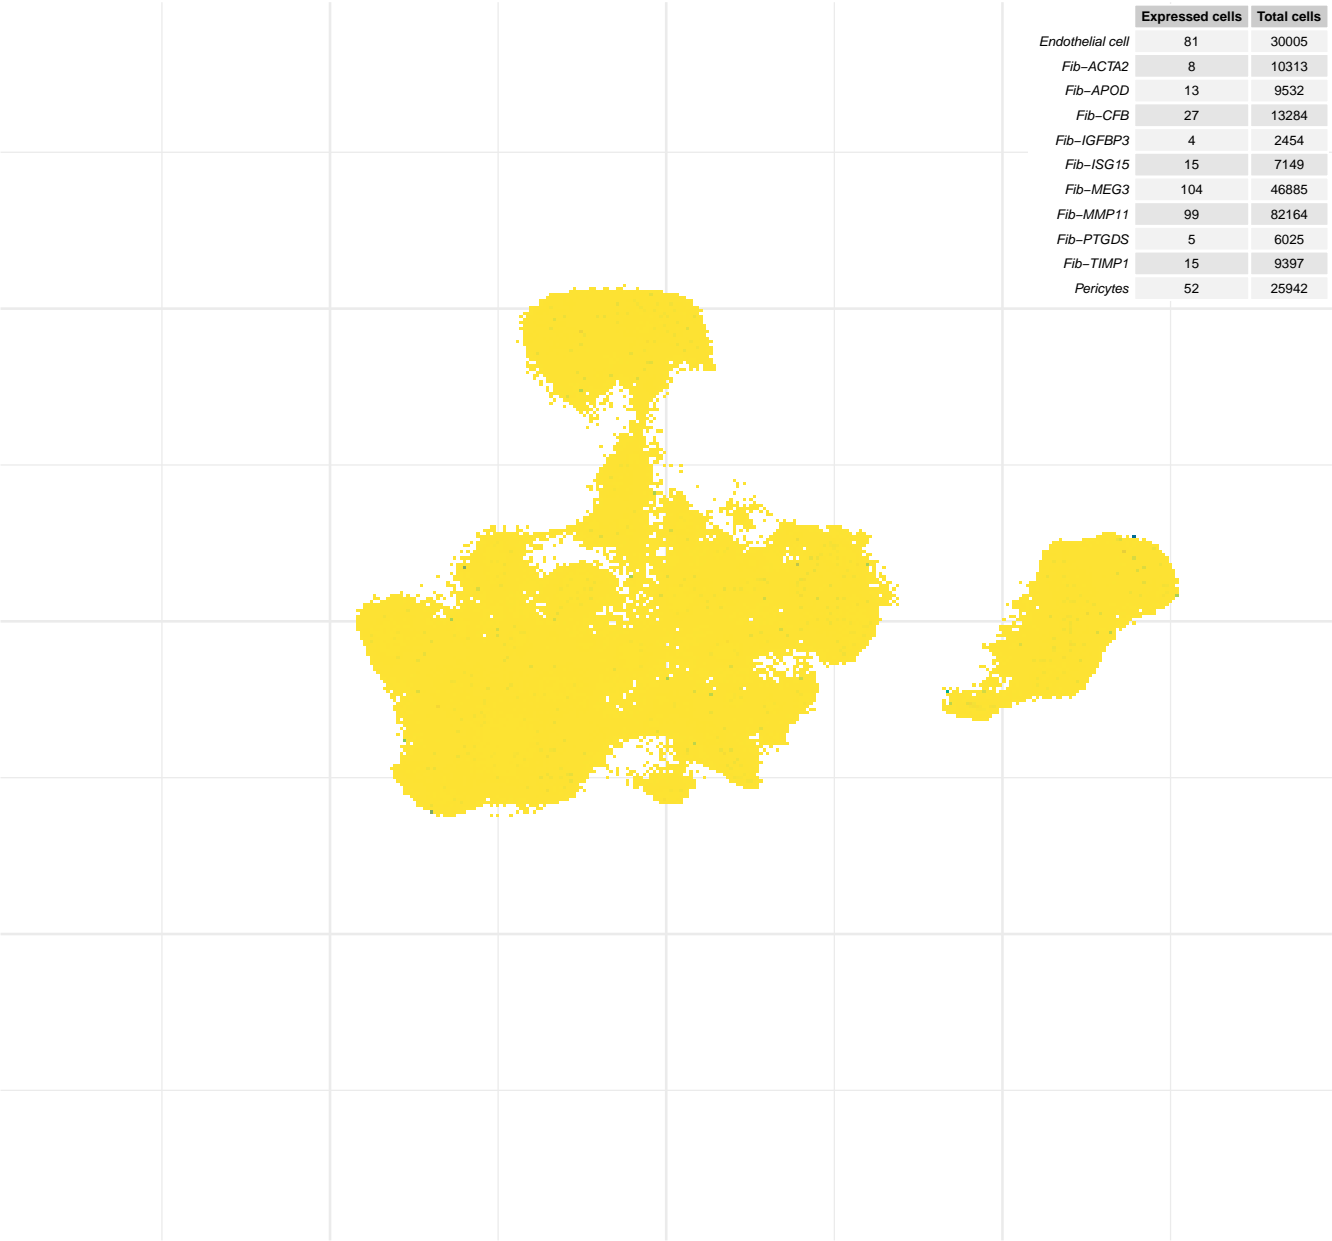 Expressed cells Total cells
Endothelial cell 81 30005
Fib−ACTA2 8 10313
Fib−APOD 13 9532
Fib−CFB 27 13284
Fib−IGFBP3 4 2454
Fib−ISG15 15 7149
Fib−MEG3 104 46885
Fib−MMP11 99 82164
Fib−PTGDS 5 6025
Fib−TIMP1 15 9397
Pericytes 52 25942